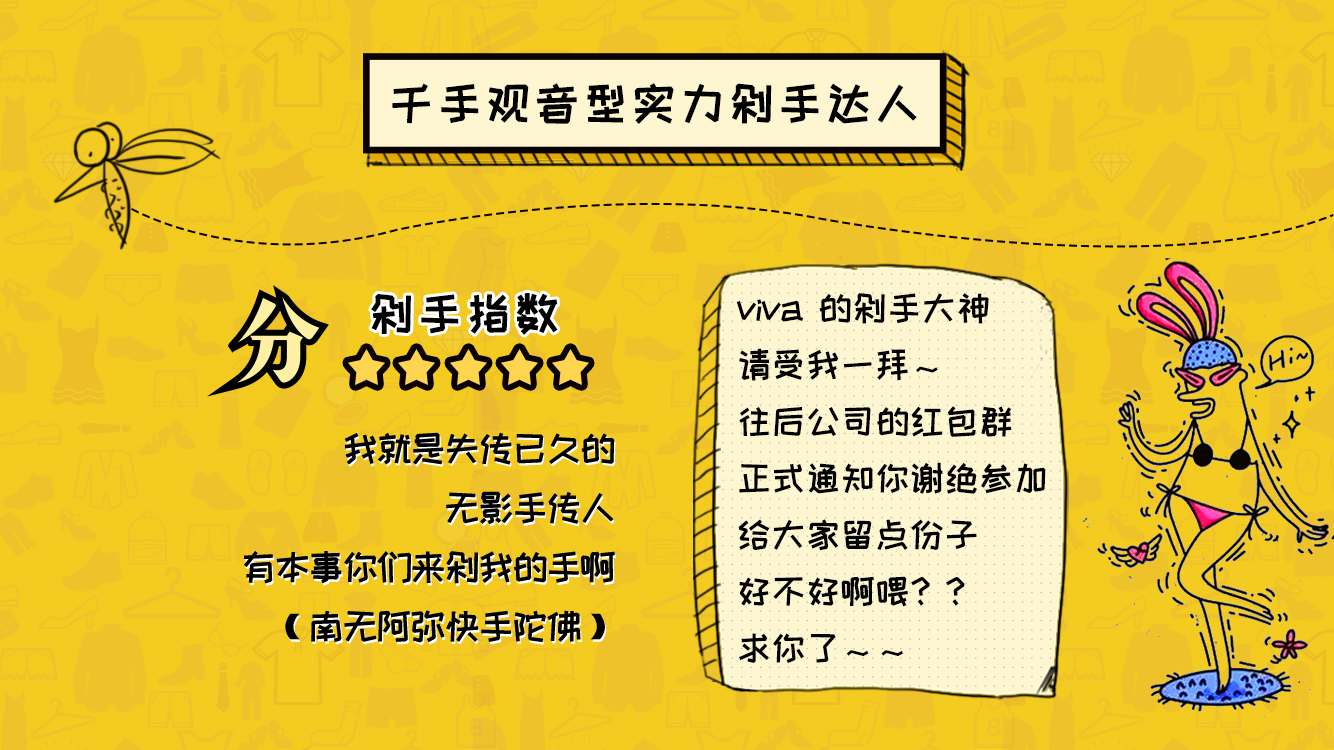 千手观音型实力剁手达人
分
剁手指数
我就是失传已久的
无影手传人
有本事你们来剁我的手啊
（南无阿弥快手陀佛）
viva 的剁手大神
请受我一拜～
往后公司的红包群
正式通知你谢绝参加
给大家留点份子
好不好啊喂？？
求你了～～
Hi~